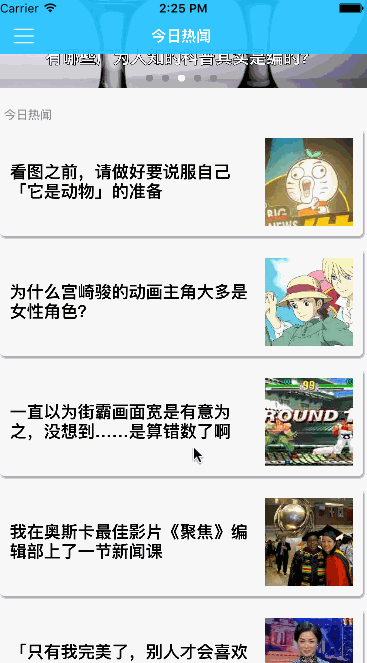 Carrier 2:25 PM
今日热闻
有哪些，为人知的科普其实是编的？
今日热闻
看图之前，请做好要说服自己
「它是动物」的准备
BIG
NEWS
为什么宫崎骏的动画主角大多是
女性角色？
一直以为街霸画面宽是有意为
之，没想到……是算错数了啊
99
ROUND 1
我在奥斯卡最佳影片《聚焦》编
辑部上了一节新闻课
「只有我完美了，别人才会喜欢